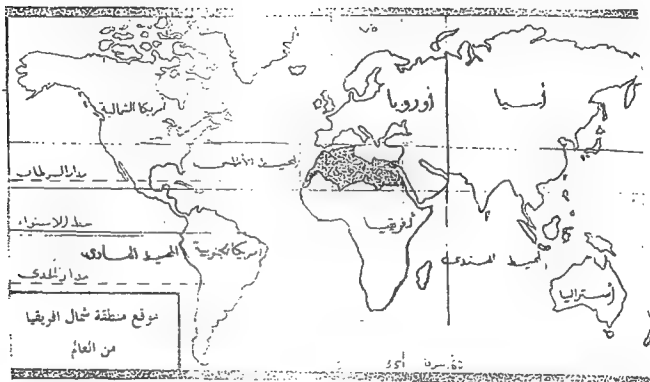 أمريكا الشمالية
أوروبا
أسيا
المحيط الأطلسي
مدار السرطان
خط الاستواء
أفريقيا
أمريكا الجنوبية
المحيط الهادي
المحيط الهندي
مدار الجدي
أستراليا
موقع منطقة شمال افريقيا
من العالم